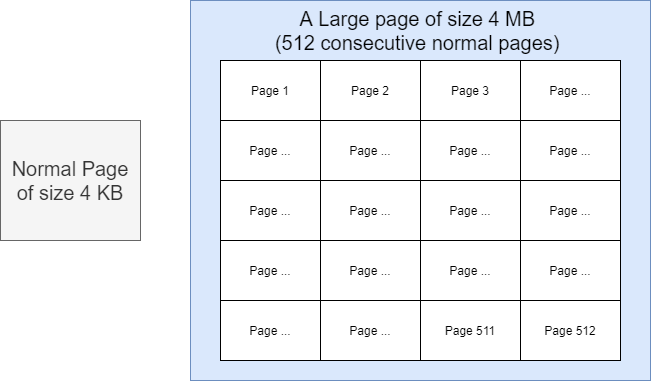 A Large page of size 4 MB
(512 consecutive normal pages)
Normal Page
of size 4 KB
Page 1 Page 2 Page 3 Page ...
Page ... Page ... Page ... Page ...
Page ... Page ... Page ... Page ...
Page ... Page ... Page ... Page ...
Page ... Page ... Page 511 Page 512